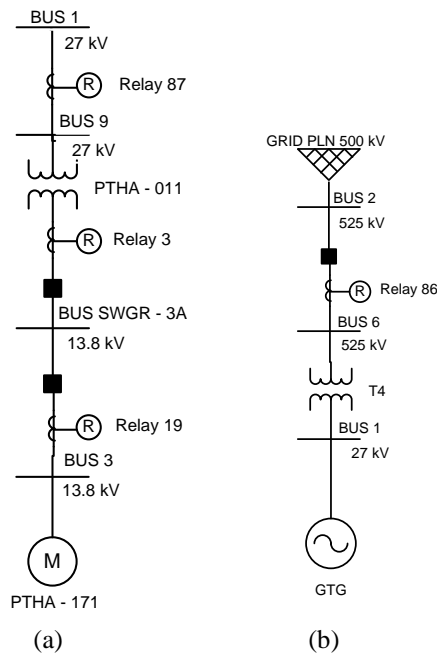 BUS 1
27 kV
R
Relay 87
BUS 9
27 kV
PTHA - 011
R
Relay 3
BUS SWGR - 3A
13.8 kV
R
Relay 19
BUS 3
13.8 kV
M
PTHA - 171
(a)
GRID PLN 500 kV
BUS 2
525 kV
R
Relay 86
BUS 6
525 kV
T4
BUS 1
27 kV
GTG
(b)